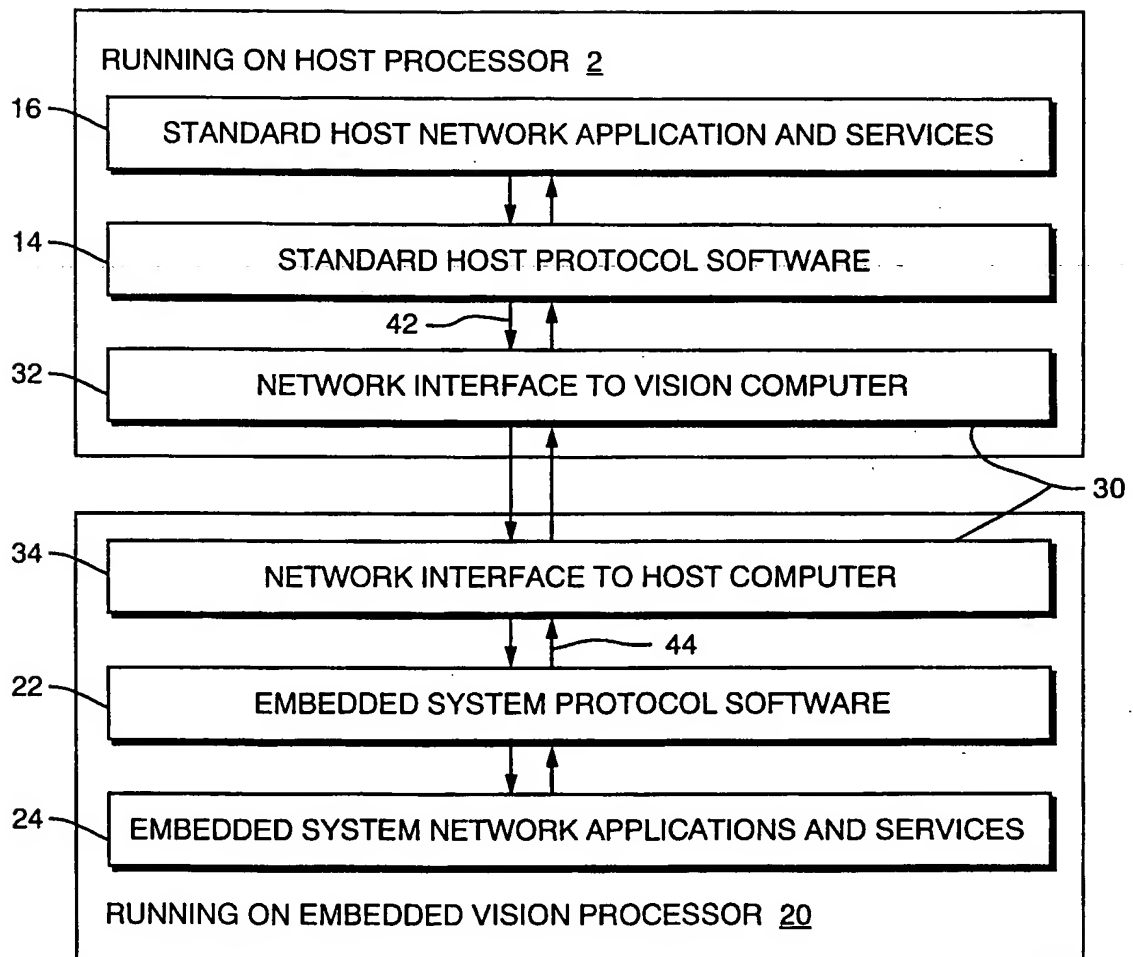 RUNNING ON HOST PROCESSOR 2
16
STANDARD HOST NETWORK APPLICATION AND SERVICES
14
STANDARD HOST PROTOCOL SOFTWARE
42
32
NETWORK INTERFACE TO VISION COMPUTER
30
34
NETWORK INTERFACE TO HOST COMPUTER
44
22
EMBEDDED SYSTEM PROTOCOL SOFTWARE
24
EMBEDDED SYSTEM NETWORK APPLICATIONS AND SERVICES
RUNNING ON EMBEDDED VISION PROCESSOR 20